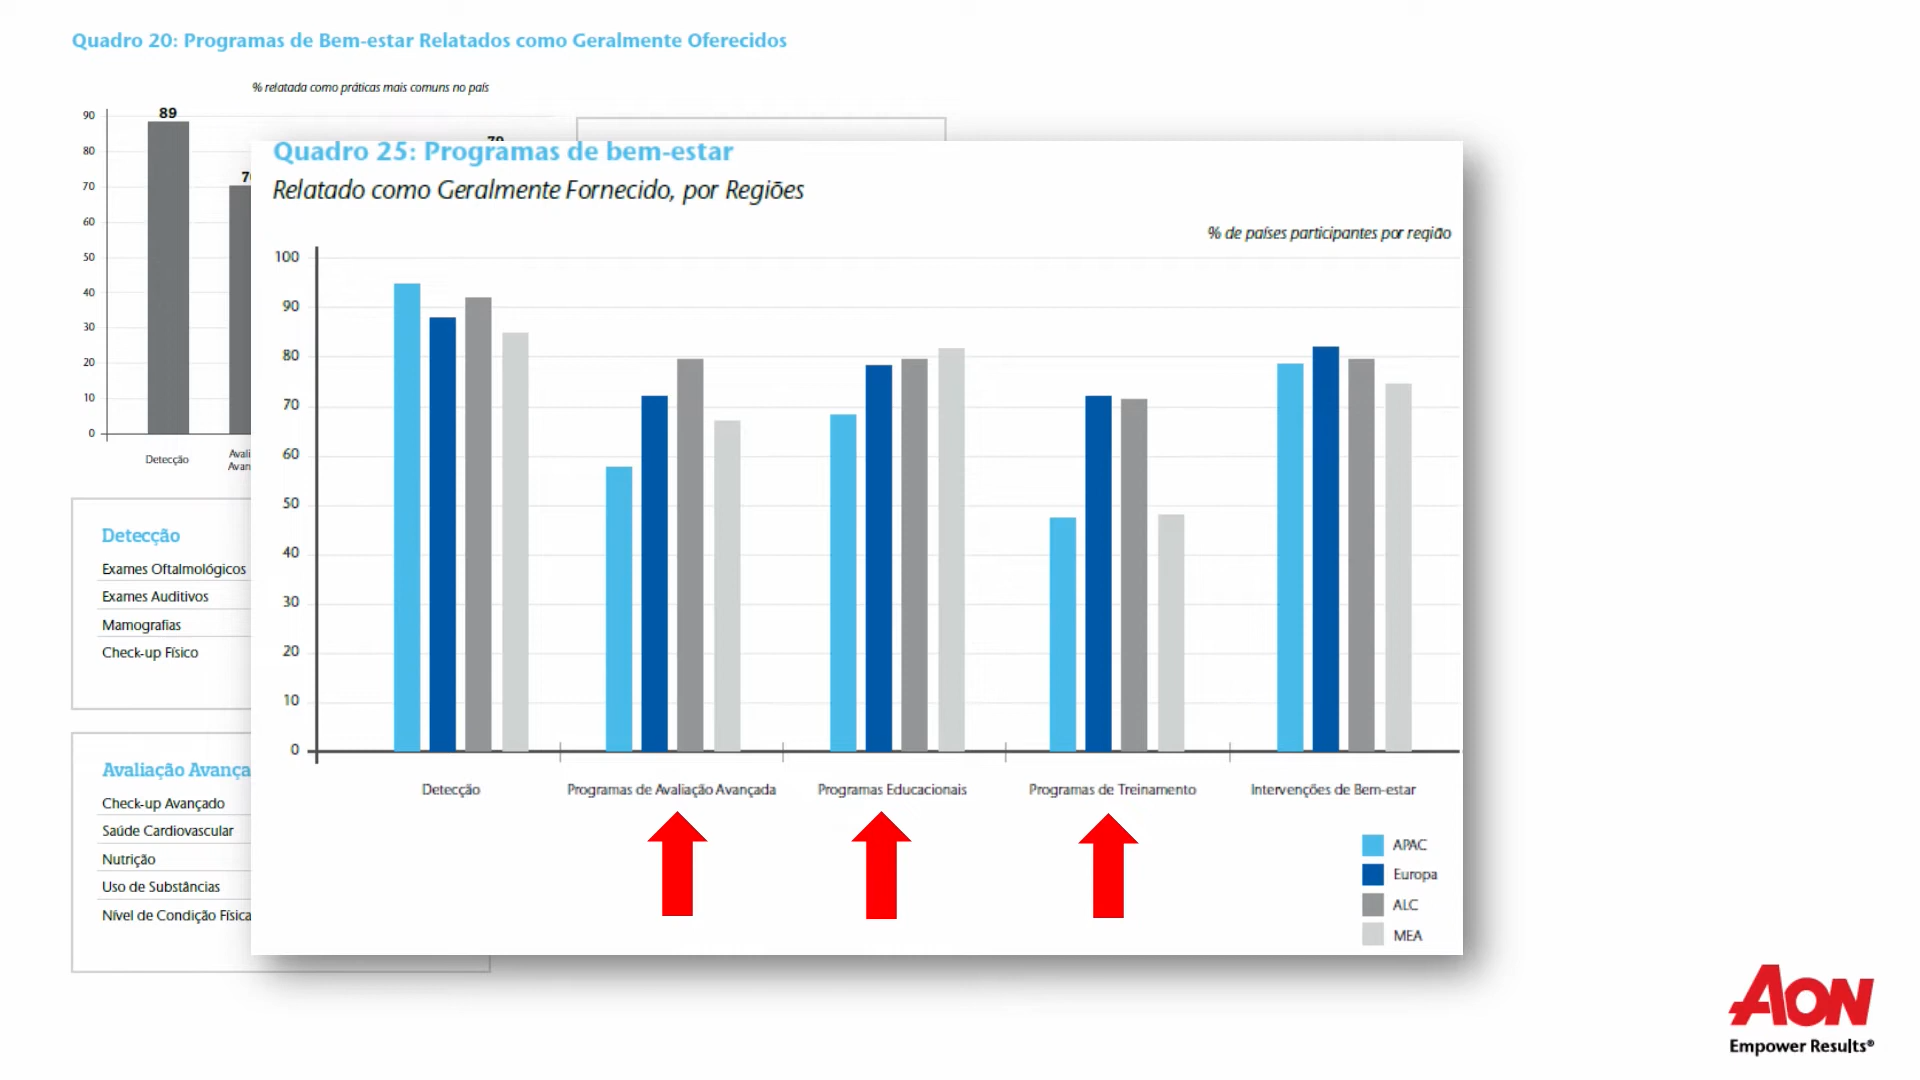 Quadro 20: Programas de Bem-estar Relatados como Geralmente Oferecidos
% relatada como práticas mais comuns no país
90
80
70
60
50
40
30
20
10
0
89
Detecção
Quadro 25: Programas de bem-estar
Relatado como Geralmente Fornecido, por Regiões
% de países participantes por região
100
90
80
70
60
50
40
30
20
10
0
Detecção
Programas de Avaliação Avançada
Programas Educacionais
Programas de Treinamento
Intervenções de Bem-estar
APAC
Europa
ALC
MEA
Detecção
Exames Oftalmológicos
Exames Auditivos
Mamografias
Check-up Físico
Avaliação
Check-up Avançado
Saúde Cardiovascular
Nutrição
Uso de Substâncias
Nível de Condição Física
AON
Empower Results®